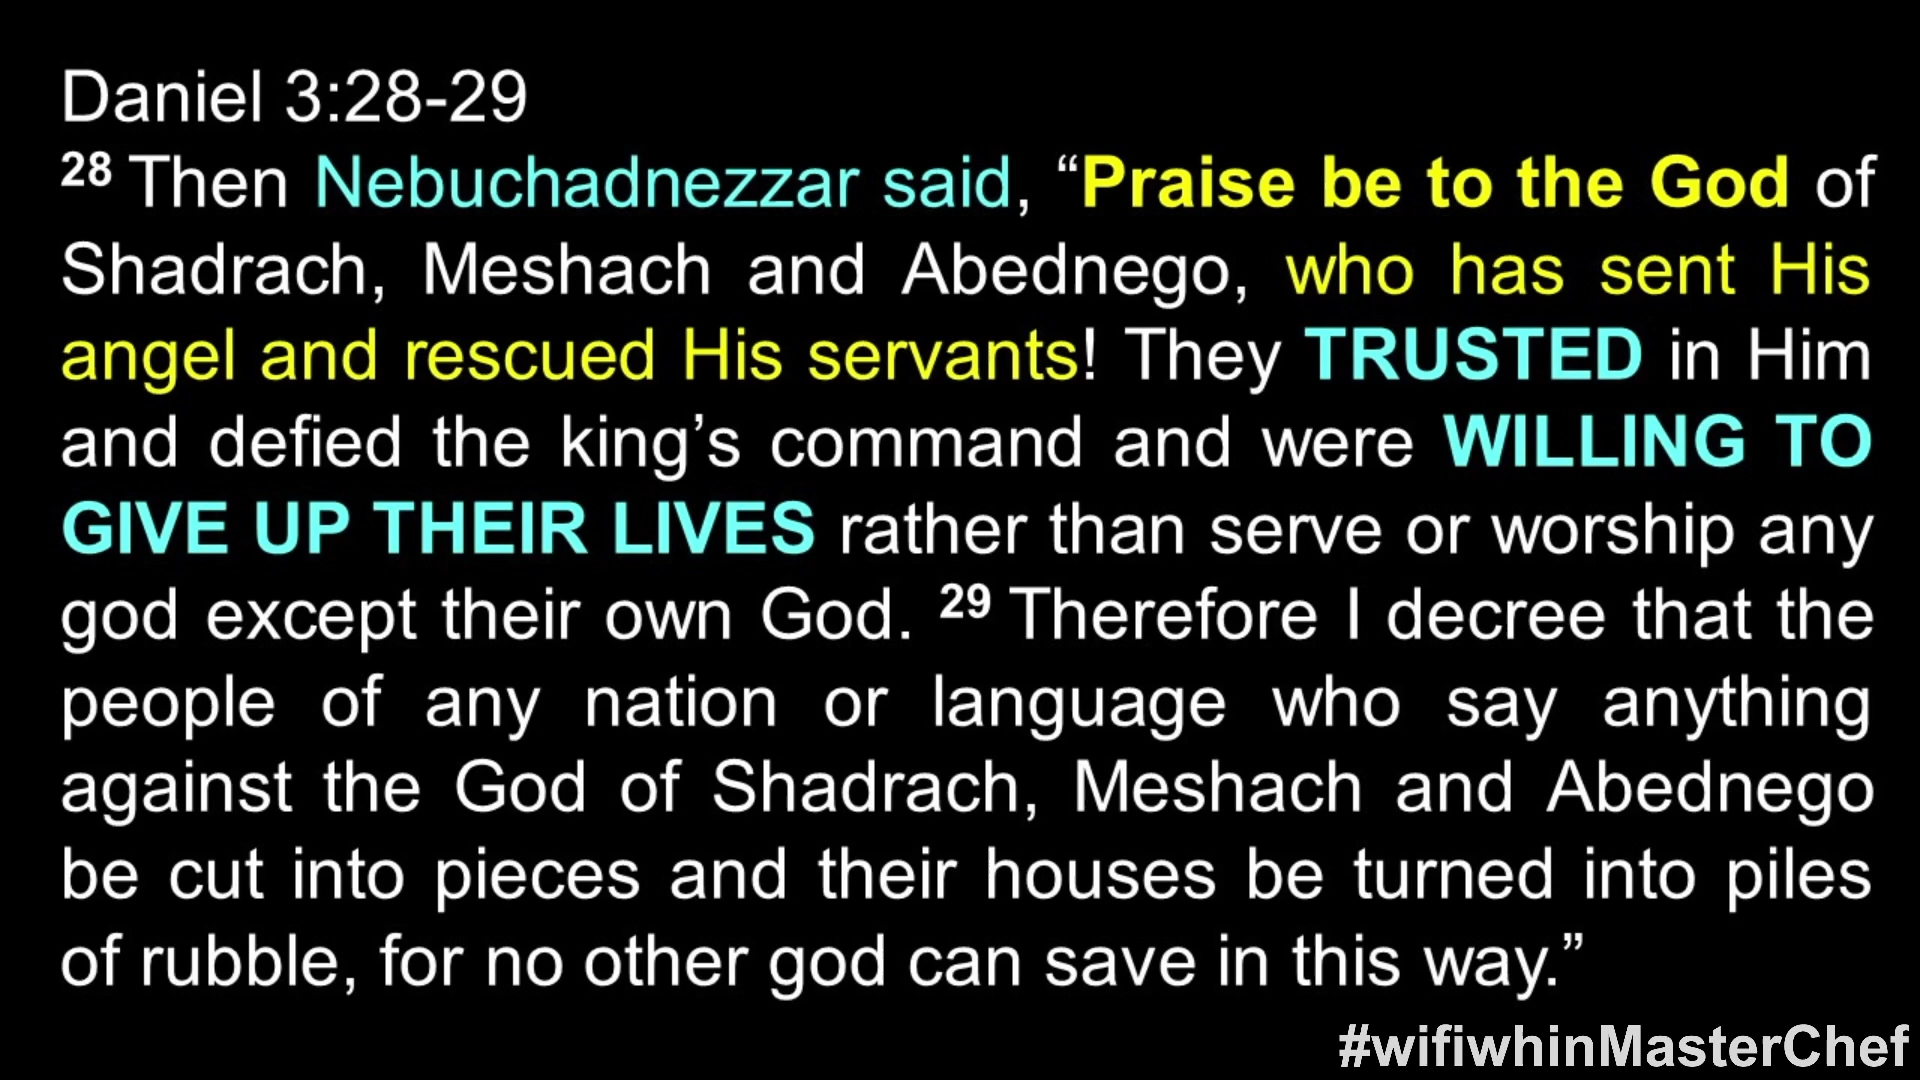 Daniel 3:28-29
28 Then Nebuchadnezzar said, “Praise be to the God of
Shadrach, Meshach and Abednego, who has sent His
angel and rescued His servants! They TRUSTED in Him
and defied the king’s command and were WILLING TO
GIVE UP THEIR LIVES rather than serve or worship any
god except their own God. 29 Therefore I decree that the
people of any nation or language who say anything
against the God of Shadrach, Meshach and Abednego
be cut into pieces and their houses be turned into piles
of rubble, for no other god can save in this way.”
#wifiwhinMasterChef